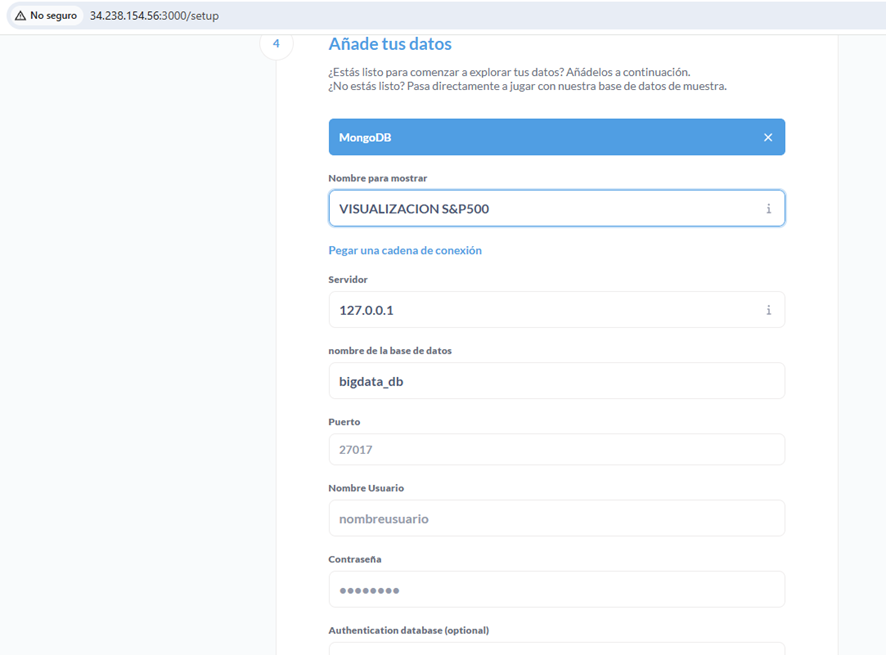 No seguro
34.238.154.56:3000/setup
4
Añade tus datos
¿Estás listo para comenzar a explorar tus datos? Añádelos a continuación.
¿No estás listo? Pasa directamente a jugar con nuestra base de datos de muestra.
MongoDB
Nombre para mostrar
VISUALIZACION S&P500
Pegar una cadena de conexión
Servidor
127.0.0.1
nombre de la base de datos
bigdata_db
Puerto
27017
Nombre Usuario
nombreusuario
Contraseña
••••••••
Authentication database (optional)